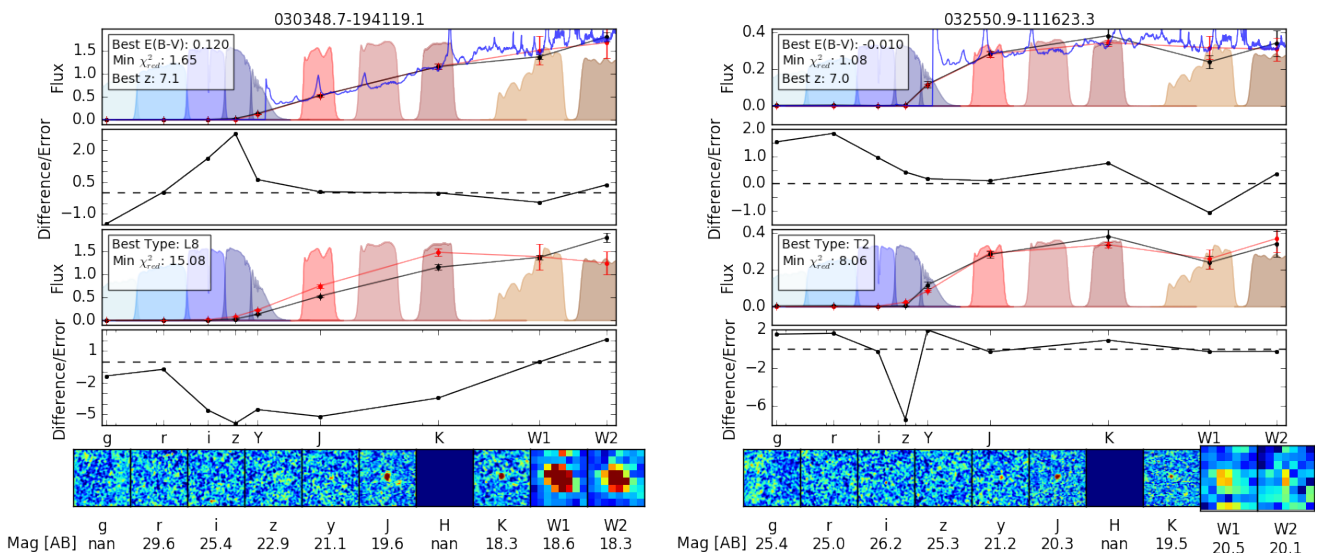 030348.7-194119.1
Flux
1.5
1.0
0.5
0.0
Best E(B-V): 0.120
Min χ²red: 1.65
Best z: 7.1
Difference/Error
2.0
0.5
−1.0
Flux
1.5
1.0
0.5
0.0
Best Type: L8
Min χ²red: 15.08
Difference/Error
1
−2
−5
g r i z Y J K W1 W2
g r i z y J H K W1 W2
Mag [AB] nan 29.6 25.4 22.9 21.1 19.6 nan 18.3 18.6 18.3
032550.9-111623.3
Flux
0.4
0.2
0.0
Best E(B-V): -0.010
Min χ²red: 1.08
Best z: 7.0
Difference/Error
2.0
1.0
0.0
−1.0
Flux
0.4
0.2
0.0
Best Type: T2
Min χ²red: 8.06
Difference/Error
2
−2
−6
g r i z Y J K W1 W2
g r i z y J H K W1 W2
Mag [AB] 25.4 25.0 26.2 25.3 21.2 20.3 nan 19.5 20.5 20.1